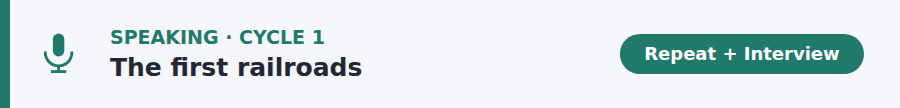 SPEAKING · CYCLE 1
The first railroads
Repeat + Interview